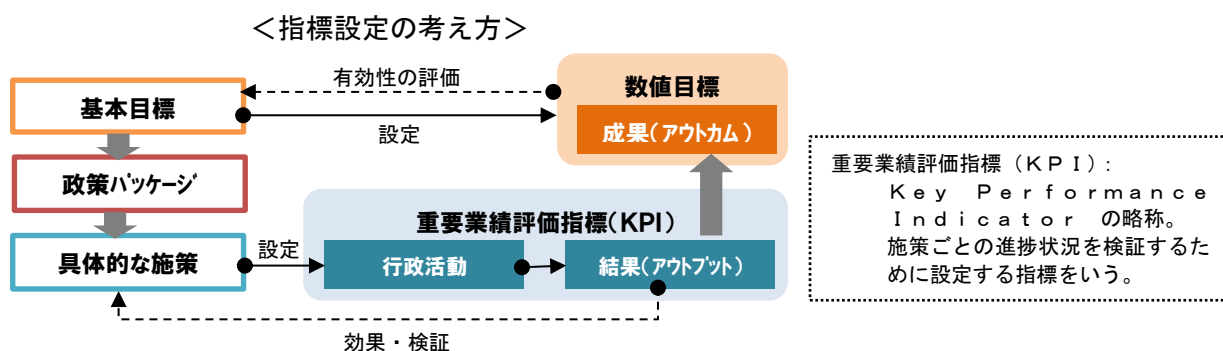 ＜指標設定の考え方＞
有効性の評価
数値目標
基本目標
設定
成果(アウトカム)
政策パッケージ
重要業績評価指標(KPI)
具体的な施策
設定
行政活動
結果(アウトプット)
効果・検証
重要業績評価指標（ＫＰＩ）:
Ｋｅｙ　Ｐｅｒｆｏｒｍａｎｃｅ
Ｉｎｄｉｃａｔｏｒ　の略称。
施策ごとの進捗状況を検証するた
めに設定する指標をいう。